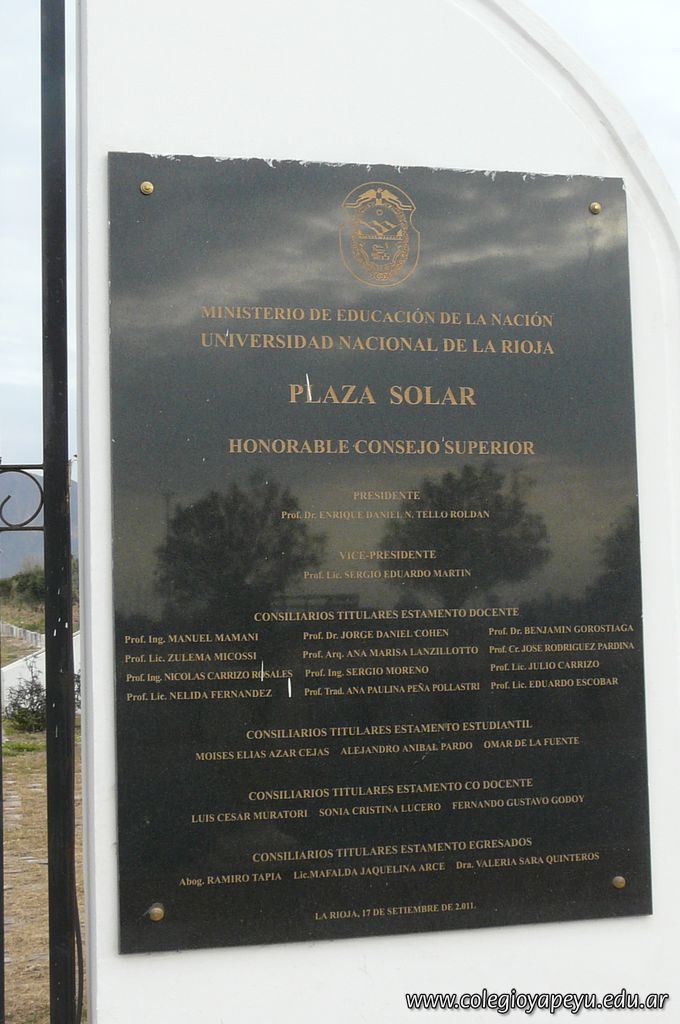 MINISTERIO DE EDUCACIÓN DE LA NACIÓN
UNIVERSIDAD NACIONAL DE LA RIOJA
PLAZA SOLAR
HONORABLE CONSEJO SUPERIOR
PRESIDENTE
Prof. Dr. ENRIQUE DANIEL N. TELLO ROLDAN
VICE-PRESIDENTE
Prof. Lic. SERGIO EDUARDO MARTIN
CONSILIARIOS TITULARES ESTAMENTO DOCENTE
Prof. Ing. MANUEL MAMANI Prof. Dr. JORGE DANIEL COHEN Prof. Dr. BENJAMIN GOROSTIAGA
Prof. Lic. ZULEMA MICOSSI Prof. Arq. ANA MARISA LANZILLOTTO Prof. Cr. JOSE RODRIGUEZ PARDINA
Prof. Ing. NICOLAS CARRIZO ROSALES Prof. Ing. SERGIO MORENO Prof. Lic. JULIO CARRIZO
Prof. Lic. NELIDA FERNANDEZ Prof. Trad. ANA PAULINA PEÑA POLLASTRI Prof. Lic. EDUARDO ESCOBAR
CONSILIARIOS TITULARES ESTAMENTO ESTUDIANTIL
MOISES ELIAS AZAR CEJAS ALEJANDRO ANIBAL PARDO OMAR DE LA FUENTE
CONSILIARIOS TITULARES ESTAMENTO CO DOCENTE
LUIS CESAR MURATORI SONIA CRISTINA LUCERO FERNANDO GUSTAVO GODOY
CONSILIARIOS TITULARES ESTAMENTO EGRESADOS
Abog. RAMIRO TAPIA Lic.MAFALDA JAQUELINA ARCE Dra. VALERIA SARA QUINTEROS
LA RIOJA, 17 DE SETIEMBRE DE 2.011.
www.colegioyapeyu.edu.ar